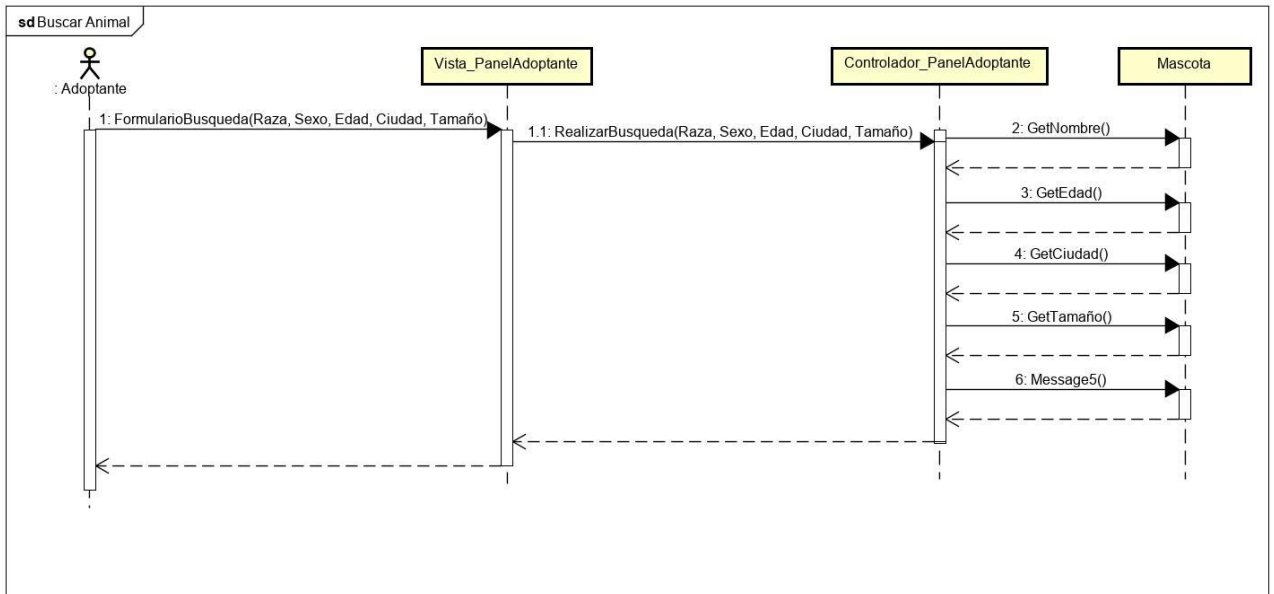 sd Buscar Animal
: Adoptante
Vista_PanelAdoptante
Controlador_PanelAdoptante
Mascota
1: FormularioBusqueda(Raza, Sexo, Edad, Ciudad, Tamaño)
1.1: RealizarBusqueda(Raza, Sexo, Edad, Ciudad, Tamaño)
2: GetNombre()
3: GetEdad()
4: GetCiudad()
5: GetTamaño()
6: Message5()